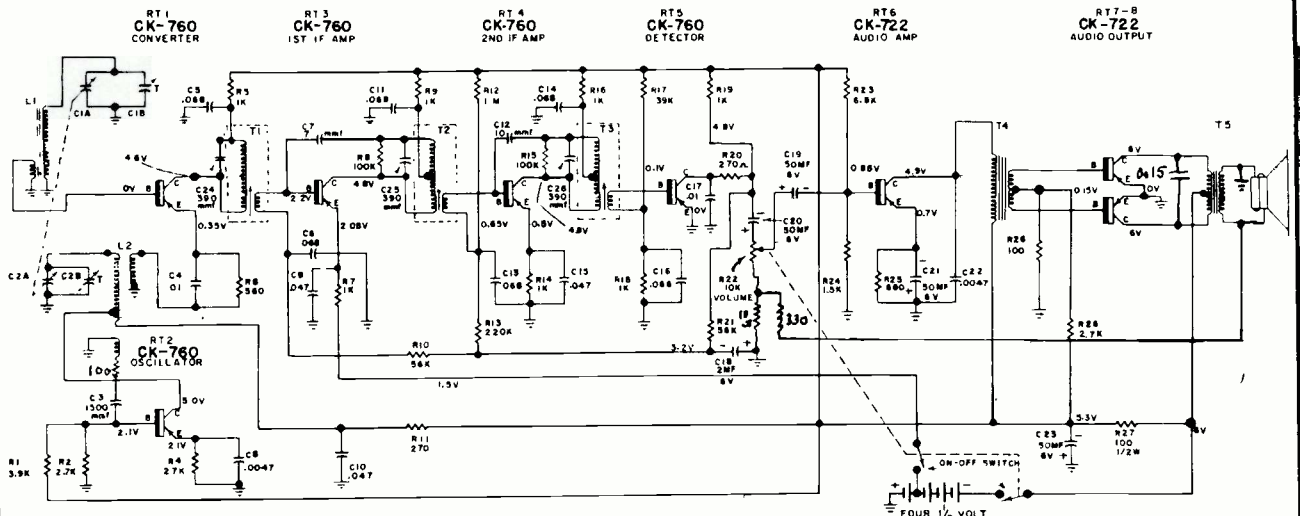 RT1
CK-760
CONVERTER
RT3
CK-760
1ST IF AMP
RT4
CK-760
2ND IF AMP
RT5
CK-760
DETECTOR
RT6
CK-722
AUDIO AMP
RT7-8
CK-722
AUDIO OUTPUT
L1
C1A
T
C1B
C5
.068
R5
1K
T1
C7
7 mmf
C11
.068
R9
1K
T2
R12
1M
C12
10 mmf
C14
.068
R16
1K
T3
R17
39K
R19
1K
4.8V
R23
6.8K
T4
T5
4.6V
0V
B
C
E
0.35V
C24
390
mmf
2.2V
B
C
E
R8
100K
4.8V
C25
390
mmf
2.05V
R15
100K
B
C
E
0.65V
0.8V
4.8V
C26
390
mmf
0.1V
B
C
E
C17
.01
0V
R20
270Ω
C19
50MF
6V
C20
50MF
6V
0.86V
B
C
E
4.9V
0.7V
6V
B
C
E
0.15V
0V
B
E
C
6V
R26
100
L2
C2A
C2B
T
C4
.01
R6
560
C6
.068
C9
.047
R7
1K
C13
.068
R14
1K
C15
.047
R18
1K
C16
.068
R22
10K
VOLUME
R21
56K
330
R24
1.5K
R25
680
C21
50MF
6V
C22
.0047
R13
220K
R10
56K
3.2V
C18
2MF
6V
R26
2.7K
RT2
CK-760
OSCILLATOR
100
C3
1500
mmf
B
C
E
5.0V
2.1V
2.1V
1.5V
R1
3.9K
R2
2.7K
R4
27K
C8
.0047
C10
.047
R11
270
5.3V
C23
50MF
6V
R27
100
1/2W
6V
ON-OFF SWITCH
FOUR 1½ VOLT